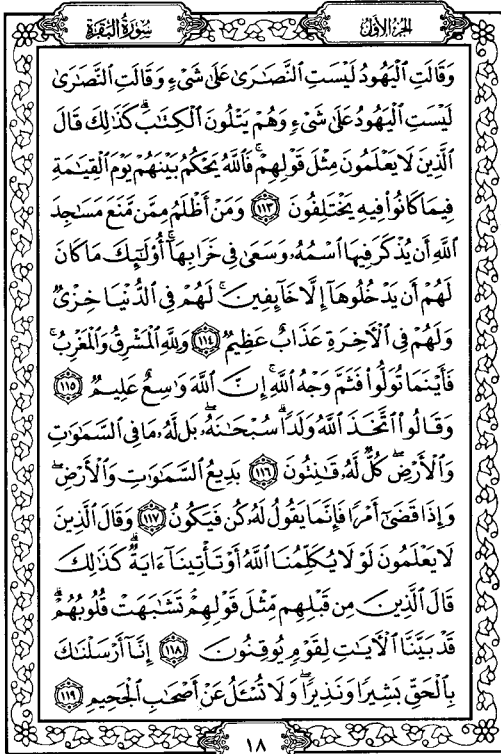 سُورَةُ البَقَرَةِ
الجُزْءُ الأَوَّلُ
وَقَالَتِ ٱلْيَهُودُ لَيْسَتِ ٱلنَّصَٰرَىٰ عَلَىٰ شَىْءٍ وَقَالَتِ ٱلنَّصَٰرَىٰ
لَيْسَتِ ٱلْيَهُودُ عَلَىٰ شَىْءٍ وَهُمْ يَتْلُونَ ٱلْكِتَٰبَ ۗ كَذَٰلِكَ قَالَ
ٱلَّذِينَ لَا يَعْلَمُونَ مِثْلَ قَوْلِهِمْ ۚ فَٱللَّهُ يَحْكُمُ بَيْنَهُمْ يَوْمَ ٱلْقِيَٰمَةِ
فِيمَا كَانُوا۟ فِيهِ يَخْتَلِفُونَ ۝١١٣ وَمَنْ أَظْلَمُ مِمَّن مَّنَعَ مَسَٰجِدَ
ٱللَّهِ أَن يُذْكَرَ فِيهَا ٱسْمُهُۥ وَسَعَىٰ فِى خَرَابِهَآ ۚ أُو۟لَٰٓئِكَ مَا كَانَ
لَهُمْ أَن يَدْخُلُوهَآ إِلَّا خَآئِفِينَ ۚ لَهُمْ فِى ٱلدُّنْيَا خِزْىٌ
وَلَهُمْ فِى ٱلْءَاخِرَةِ عَذَابٌ عَظِيمٌ ۝١١٤ وَلِلَّهِ ٱلْمَشْرِقُ وَٱلْمَغْرِبُ ۚ
فَأَيْنَمَا تُوَلُّوا۟ فَثَمَّ وَجْهُ ٱللَّهِ ۚ إِنَّ ٱللَّهَ وَٰسِعٌ عَلِيمٌ ۝١١٥
وَقَالُوا۟ ٱتَّخَذَ ٱللَّهُ وَلَدًا ۗ سُبْحَٰنَهُۥ ۖ بَل لَّهُۥ مَا فِى ٱلسَّمَٰوَٰتِ
وَٱلْأَرْضِ ۖ كُلٌّ لَّهُۥ قَٰنِتُونَ ۝١١٦ بَدِيعُ ٱلسَّمَٰوَٰتِ وَٱلْأَرْضِ ۖ
وَإِذَا قَضَىٰٓ أَمْرًا فَإِنَّمَا يَقُولُ لَهُۥ كُن فَيَكُونُ ۝١١٧ وَقَالَ ٱلَّذِينَ
لَا يَعْلَمُونَ لَوْلَا يُكَلِّمُنَا ٱللَّهُ أَوْ تَأْتِينَآ ءَايَةٌ ۗ كَذَٰلِكَ
قَالَ ٱلَّذِينَ مِن قَبْلِهِم مِّثْلَ قَوْلِهِمْ ۘ تَشَٰبَهَتْ قُلُوبُهُمْ ۗ
قَدْ بَيَّنَّا ٱلْءَايَٰتِ لِقَوْمٍ يُوقِنُونَ ۝١١٨ إِنَّآ أَرْسَلْنَٰكَ
بِٱلْحَقِّ بَشِيرًا وَنَذِيرًا ۖ وَلَا تُسْـَٔلُ عَنْ أَصْحَٰبِ ٱلْجَحِيمِ ۝١١٩
١٨